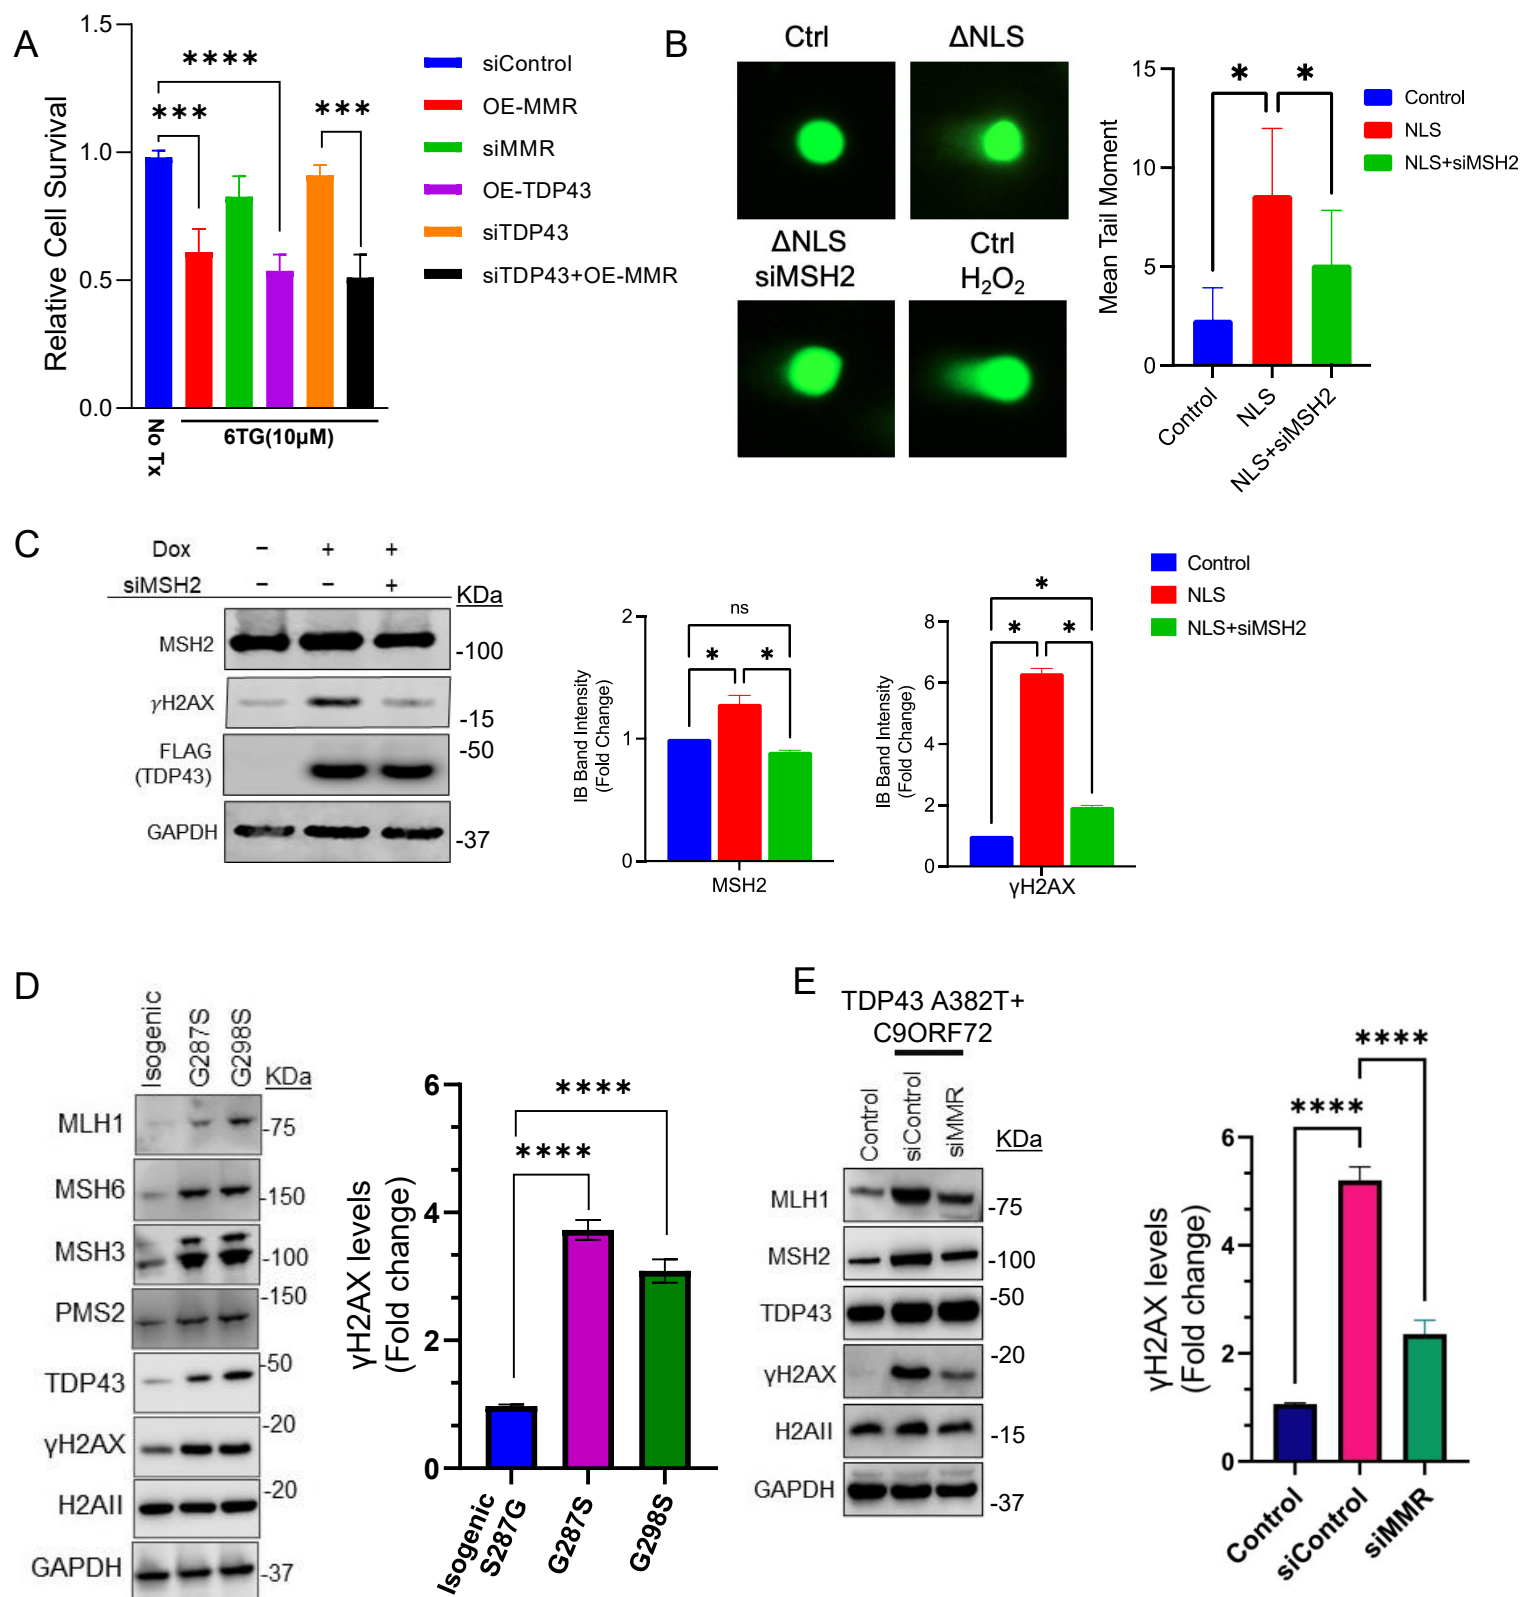 A
1.5
1.0
0.5
0.0
Relative Cell Survival
***
****
***
No Tx
6TG(10µM)
siControl
OE-MMR
siMMR
OE-TDP43
siTDP43
siTDP43+OE-MMR
B
Ctrl
ΔNLS
ΔNLS
siMSH2
Ctrl
H₂O₂
15
10
5
0
Mean Tail Moment
*
*
Control
NLS
NLS+siMSH2
Control
NLS
NLS+siMSH2
C
Dox − + +
siMSH2 − − +
KDa
MSH2
-100
γH2AX
-15
FLAG
(TDP43)
-50
GAPDH
-37
2
1
0
IB Band Intensity
(Fold Change)
ns
*
*
MSH2
8
6
4
2
0
IB Band Intensity
(Fold Change)
*
*
*
γH2AX
Control
NLS
NLS+siMSH2
D
Isogenic
G287S
G298S
KDa
MLH1
-75
MSH6
-150
MSH3
-100
PMS2
-150
TDP43
-50
γH2AX
-20
H2AII
-20
GAPDH
-37
6
4
2
0
γH2AX levels
(Fold change)
****
****
Isogenic
S287G
G287S
G298S
E
TDP43 A382T+
C9ORF72
Control
siControl
siMMR
KDa
MLH1
-75
MSH2
-100
TDP43
-50
γH2AX
-20
H2AII
-15
GAPDH
-37
6
4
2
0
γH2AX levels
(Fold change)
****
****
Control
siControl
siMMR